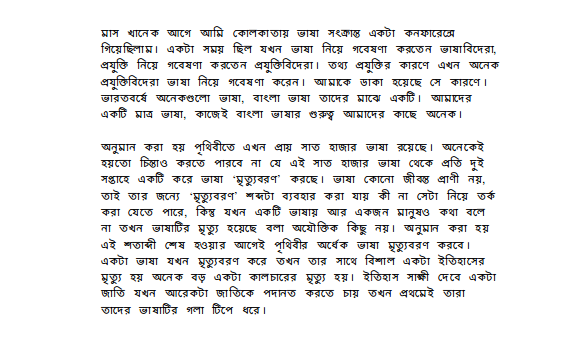 মাস খানেক আগে আমি কোলকাতায় ভাষা সংক্রান্ত একটা কনফারেন্সে
গিয়েছিলাম। একটা সময় ছিল যখন ভাষা নিয়ে গবেষণা করতেন ভাষাবিদেরা,
প্রযুক্তি নিয়ে গবেষণা করতেন প্রযুক্তিবিদেরা। তথ্য প্রযুক্তির কারণে এখন অনেক
প্রযুক্তিবিদেরা ভাষা নিয়ে গবেষণা করেন। আমাকে ডাকা হয়েছে সে কারণে।
ভারতবর্ষে অনেকগুলো ভাষা, বাংলা ভাষা তাদের মাঝে একটি। আমাদের
একটি মাত্র ভাষা, কাজেই বাংলা ভাষার গুরুত্ব আমাদের কাছে অনেক।
অনুমান করা হয় পৃথিবীতে এখন প্রায় সাত হাজার ভাষা রয়েছে। অনেকেই
হয়তো চিন্তাও করতে পারবে না যে এই সাত হাজার ভাষা থেকে প্রতি দুই
সপ্তাহে একটি করে ভাষা ‘মৃত্যুবরণ’ করছে। ভাষা কোনো জীবন্ত প্রাণী নয়,
তাই তার জন্যে ‘মৃত্যুবরণ’ শব্দটা ব্যবহার করা যায় কী না সেটা নিয়ে তর্ক
করা যেতে পারে, কিন্তু যখন একটি ভাষায় আর একজন মানুষও কথা বলে
না তখন ভাষাটির মৃত্যু হয়েছে বলা অযৌক্তিক কিছু নয়। অনুমান করা হয়
এই শতাব্দী শেষ হওয়ার আগেই পৃথিবীর অর্ধেক ভাষা মৃত্যুবরণ করবে।
একটা ভাষা যখন মৃত্যুবরণ করে তখন তার সাথে বিশাল একটা ইতিহাসের
মৃত্যু হয় অনেক বড় একটা কালচারের মৃত্যু হয়। ইতিহাস সাক্ষী দেবে একটা
জাতি যখন আরেকটা জাতিকে পদানত করতে চায় তখন প্রথমেই তারা
তাদের ভাষাটির গলা টিপে ধরে।